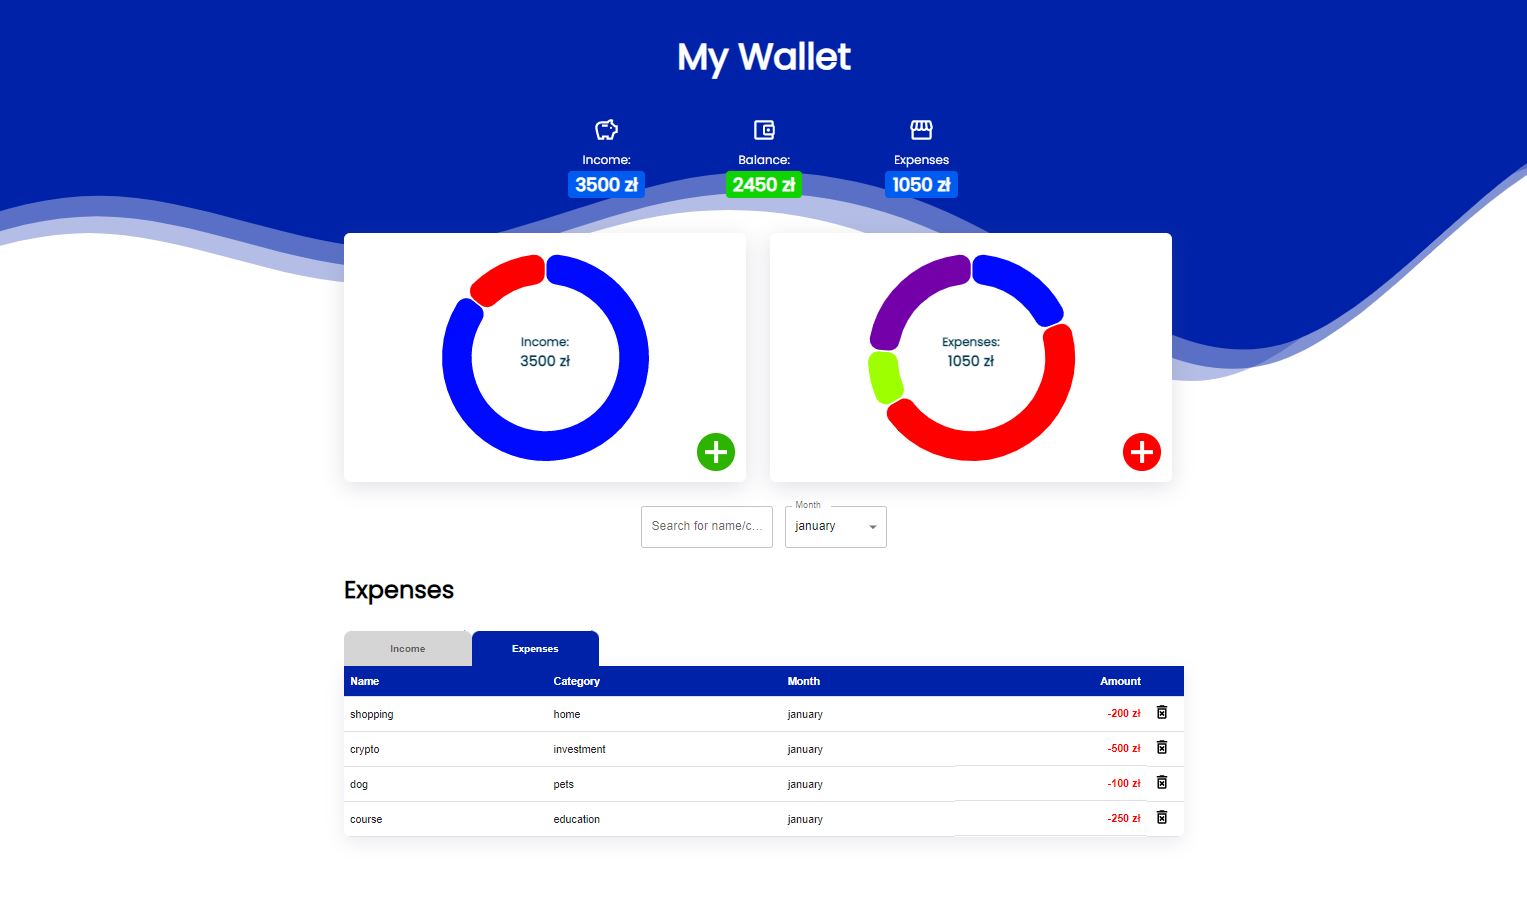 My Wallet
Income: Balance: Expenses
3500 zł 2450 zł 1050 zł
Income:
3500 zł
Expenses:
1050 zł
Search for name/c...
Month
january
Expenses
Income Expenses
Name Category Month Amount
shopping home january -200 zł
crypto investment january -500 zł
dog pets january -100 zł
course education january -250 zł